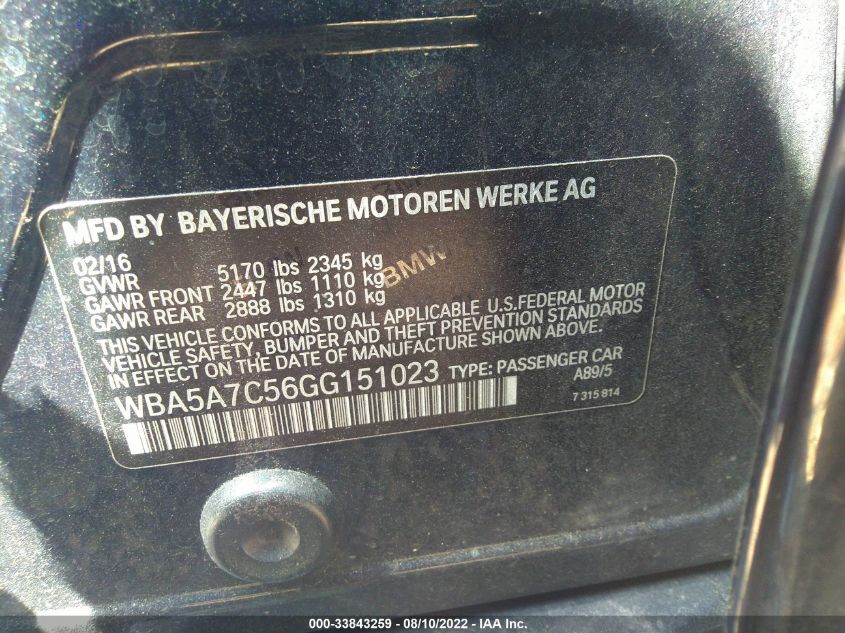 MFD BY BAYERISCHE MOTOREN WERKE AG
02/16
GVWR 5170 lbs 2345 kg
GAWR FRONT 2447 lbs 1110 kg
GAWR REAR 2888 lbs 1310 kg
BMW
THIS VEHICLE CONFORMS TO ALL APPLICABLE U.S.FEDERAL MOTOR
VEHICLE SAFETY, BUMPER AND THEFT PREVENTION STANDARDS
IN EFFECT ON THE DATE OF MANUFACTURE SHOWN ABOVE.
WBA5A7C56GG151023 TYPE: PASSENGER CAR
A89/5
7 315 814
000-33843259 - 08/10/2022 - IAA Inc.